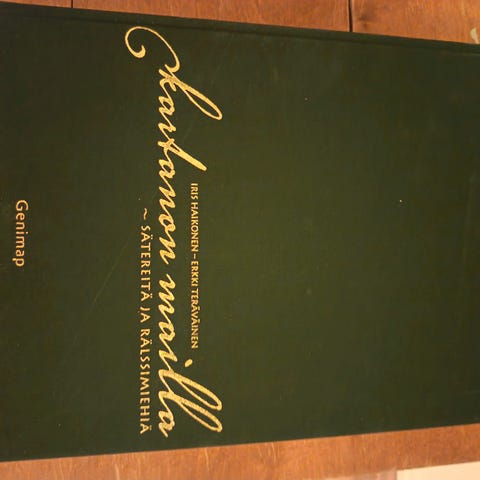 IRIS HAIKONEN – ERKKI TERÄVÄINEN
Kartanon mailla
~ SÄTEREITÄ JA RÄLSSIMIEHIÄ
Genimap